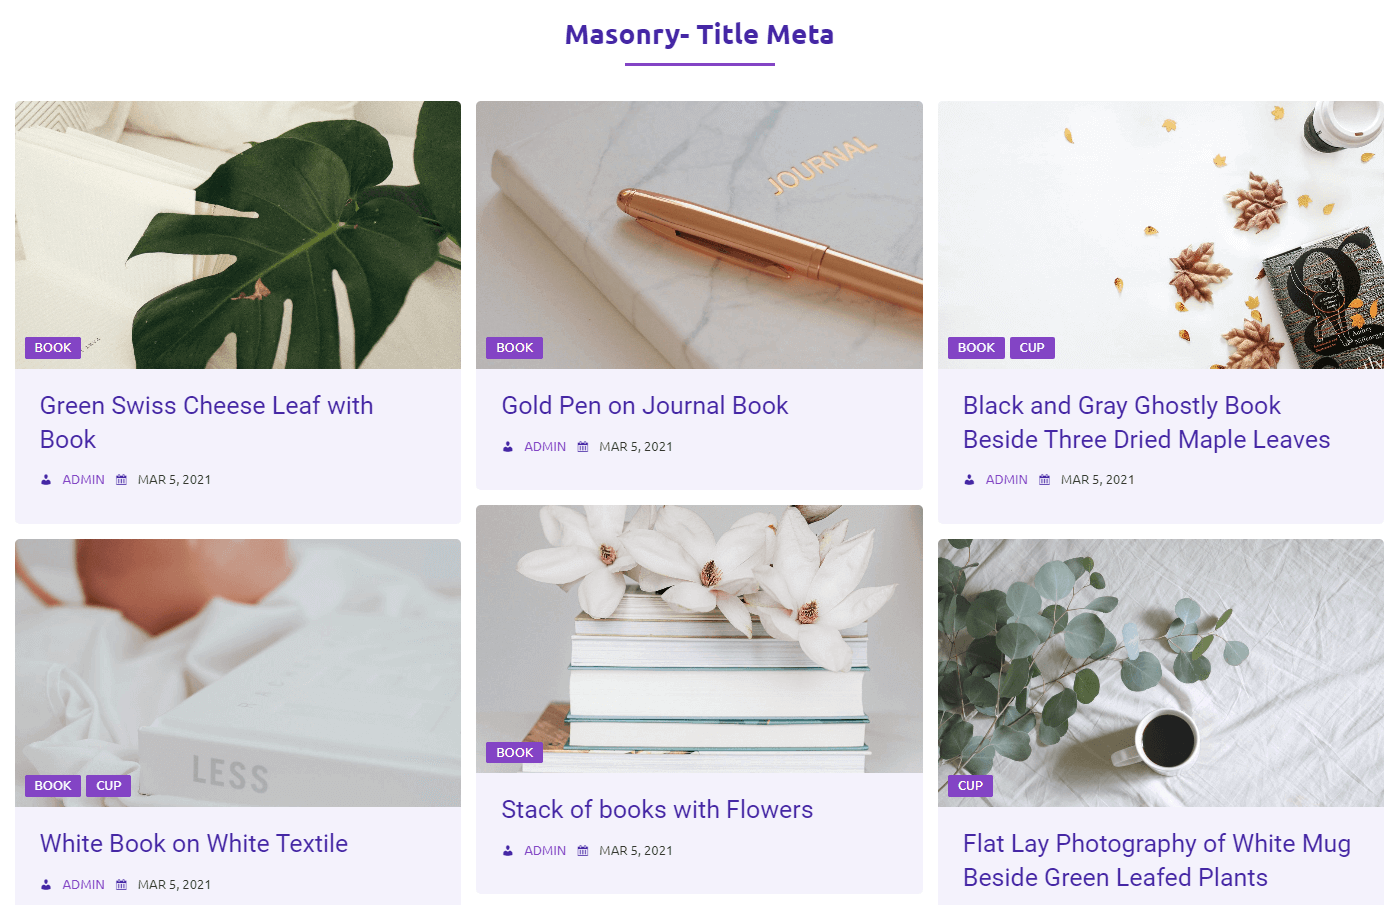 Masonry- Title Meta
BOOK
Green Swiss Cheese Leaf with
Book
ADMIN MAR 5, 2021
JOURNAL
BOOK
Gold Pen on Journal Book
ADMIN MAR 5, 2021
BOOK CUP
Black and Gray Ghostly Book
Beside Three Dried Maple Leaves
ADMIN MAR 5, 2021
LESS
BOOK CUP
White Book on White Textile
ADMIN MAR 5, 2021
BOOK
Stack of books with Flowers
ADMIN MAR 5, 2021
CUP
Flat Lay Photography of White Mug
Beside Green Leafed Plants